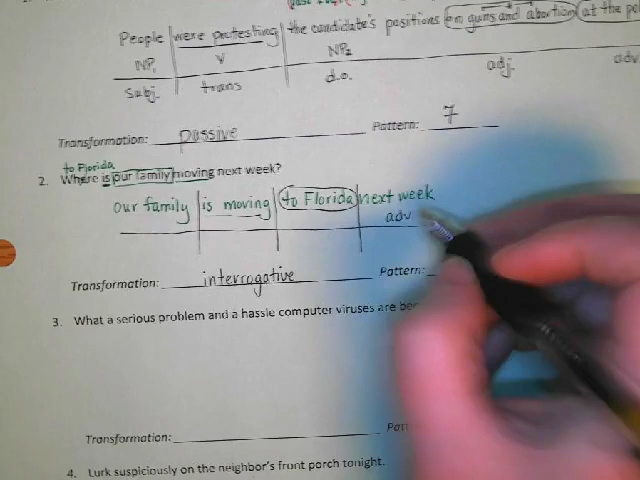 People were protesting the candidate's positions on guns and abortion at the
NP₁ V NP₂
subj. trans d.o. adj. adv
Transformation: passive Pattern: 7
to Florida
2. Where is our family moving next week?
our family is moving to Florida next week
adv
Transformation: interrogative Pattern:
3. What a serious problem and a hassle computer viruses are
Transformation:
4. Lurk suspiciously on the neighbor's front porch tonight.